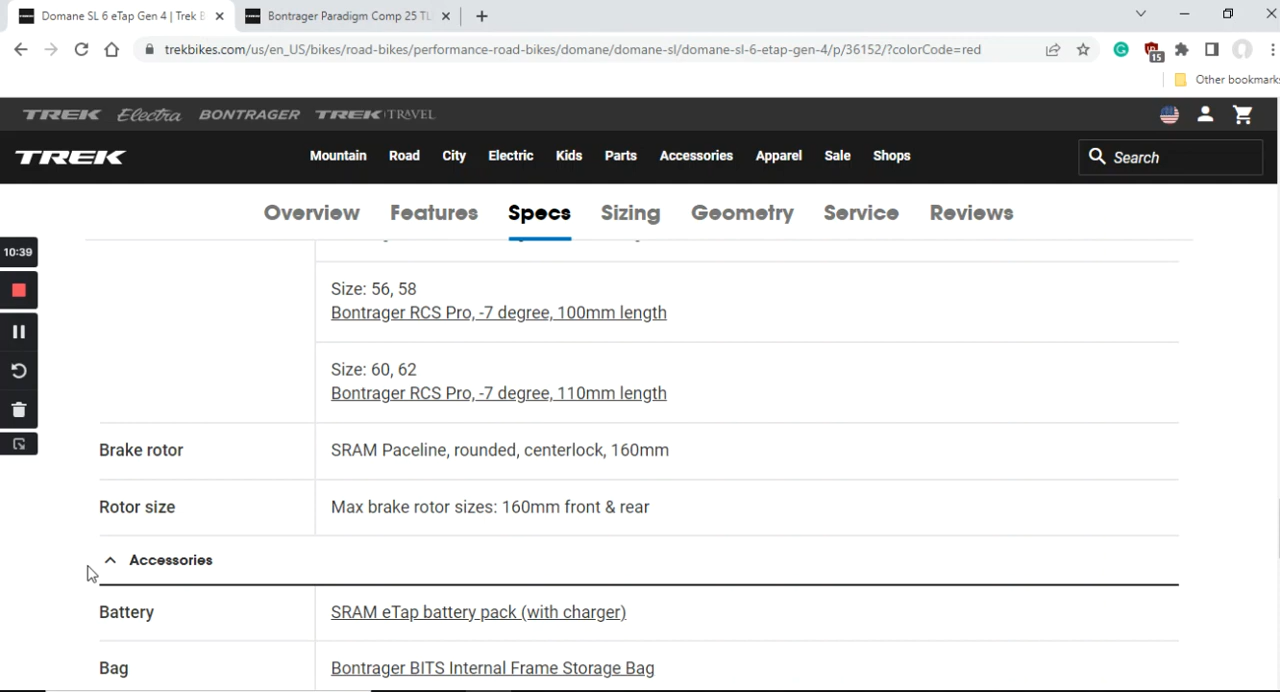 Domane SL 6 eTap Gen 4 | Trek B
Bontrager Paradigm Comp 25 TL
trekbikes.com/us/en_US/bikes/road-bikes/performance-road-bikes/domane/domane-sl/domane-sl-6-etap-gen-4/p/36152/?colorCode=red
15
Other bookmarks
TREK Electra BONTRAGER TREK TRAVEL
TREK Mountain Road City Electric Kids Parts Accessories Apparel Sale Shops Search
Overview Features Specs Sizing Geometry Service Reviews
10:39
Size: 56, 58
Bontrager RCS Pro, -7 degree, 100mm length
Size: 60, 62
Bontrager RCS Pro, -7 degree, 110mm length
Brake rotor SRAM Paceline, rounded, centerlock, 160mm
Rotor size Max brake rotor sizes: 160mm front & rear
Accessories
Battery SRAM eTap battery pack (with charger)
Bag Bontrager BITS Internal Frame Storage Bag